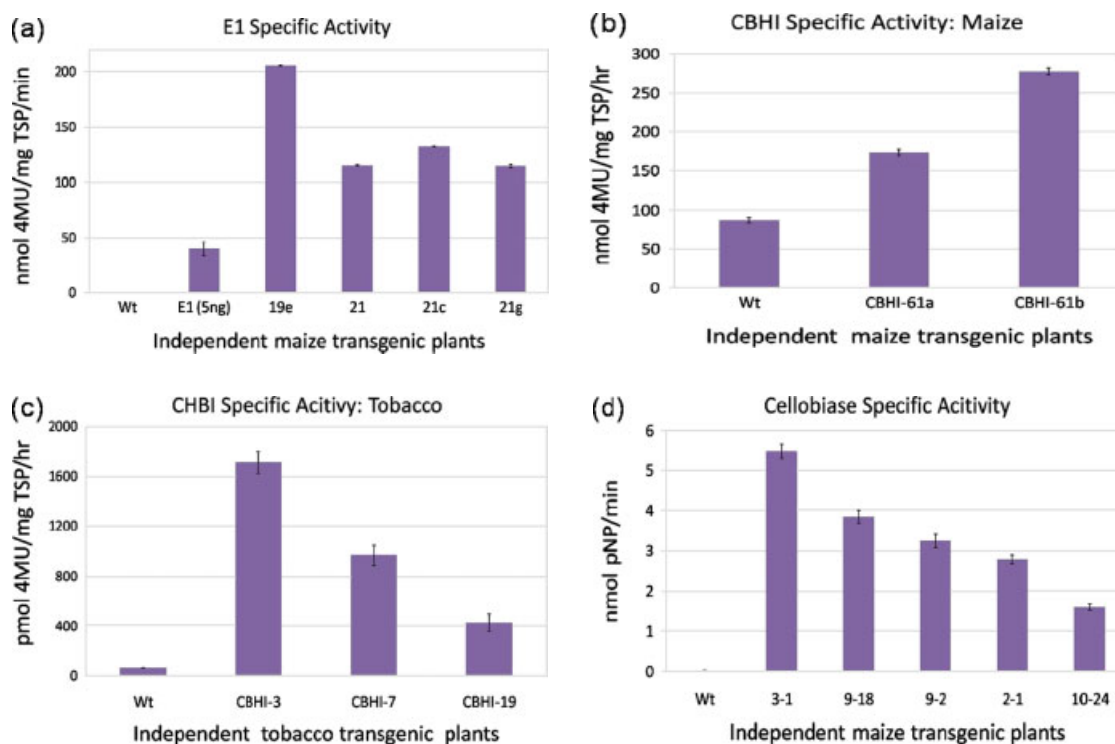 (a)
E1 Specific Activity
nmol 4MU/mg TSP/min
200
150
100
50
0
Wt E1 (5ng) 19e 21 21c 21g
Independent maize transgenic plants
(b)
CBHI Specific Activity: Maize
nmol 4MU/mg TSP/hr
300
250
200
150
100
50
0
Wt CBHI-61a CBHI-61b
Independent maize transgenic plants
(c)
CHBI Specific Acitivy: Tobacco
pmol 4MU/mg TSP/hr
2000
1600
1200
800
400
0
Wt CBHI-3 CBHI-7 CBHI-19
Independent tobacco transgenic plants
(d)
Cellobiase Specific Acitivity
nmol pNP/min
6
5
4
3
2
1
0
Wt 3-1 9-18 9-2 2-1 10-24
Independent maize transgenic plants